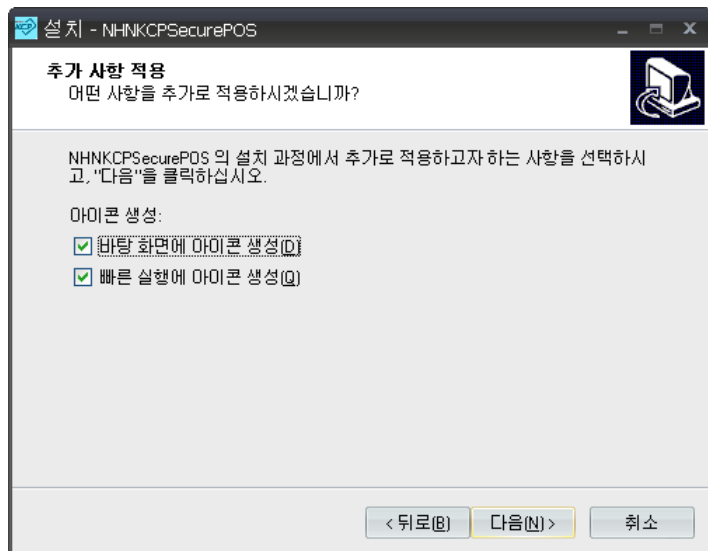 설치 - NHNKCPSecurePOS
추가 사항 적용
어떤 사항을 추가로 적용하시겠습니까?
NHNKCPSecurePOS 의 설치 과정에서 추가로 적용하고자 하는 사항을 선택하시
고, "다음"을 클릭하십시오.
아이콘 생성:
바탕 화면에 아이콘 생성(D)
빠른 실행에 아이콘 생성(Q)
< 뒤로(B) 다음(N) > 취소